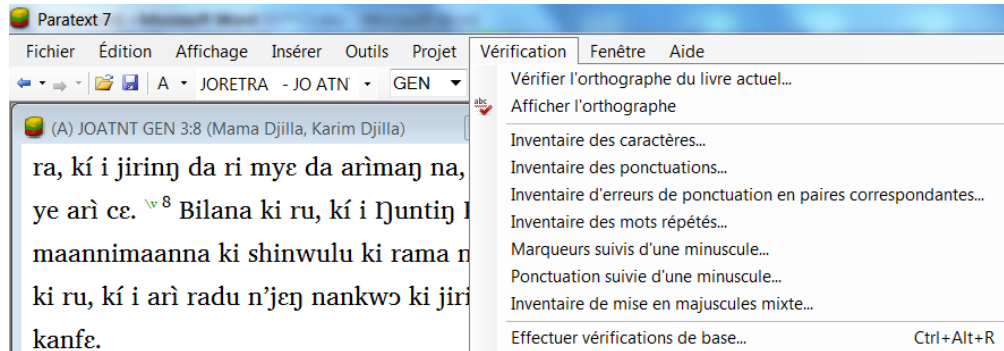 Paratext 7
Fichier Édition Affichage Insérer Outils Projet Vérification Fenêtre Aide
A JORETRA - JO ATN GEN
(A) JOATNT GEN 3:8 (Mama Djilla, Karim Djilla)
ra, kí i jirinŋ da ri myɛ da arìmaŋ na,
ye arì cɛ. \v 8 Bilana ki ru, kí i Ŋuntiŋ
maannimaanna ki shinwulu ki rama
ki ru, kí i arì radu n’jɛŋ nankwɔ ki jiri
kanfɛ.
Vérifier l'orthographe du livre actuel...
abc Afficher l'orthographe
Inventaire des caractères...
Inventaire des ponctuations...
Inventaire d'erreurs de ponctuation en paires correspondantes...
Inventaire des mots répétés...
Marqueurs suivis d'une minuscule...
Ponctuation suivie d'une minuscule...
Inventaire de mise en majuscules mixte...
Effectuer vérifications de base... Ctrl+Alt+R